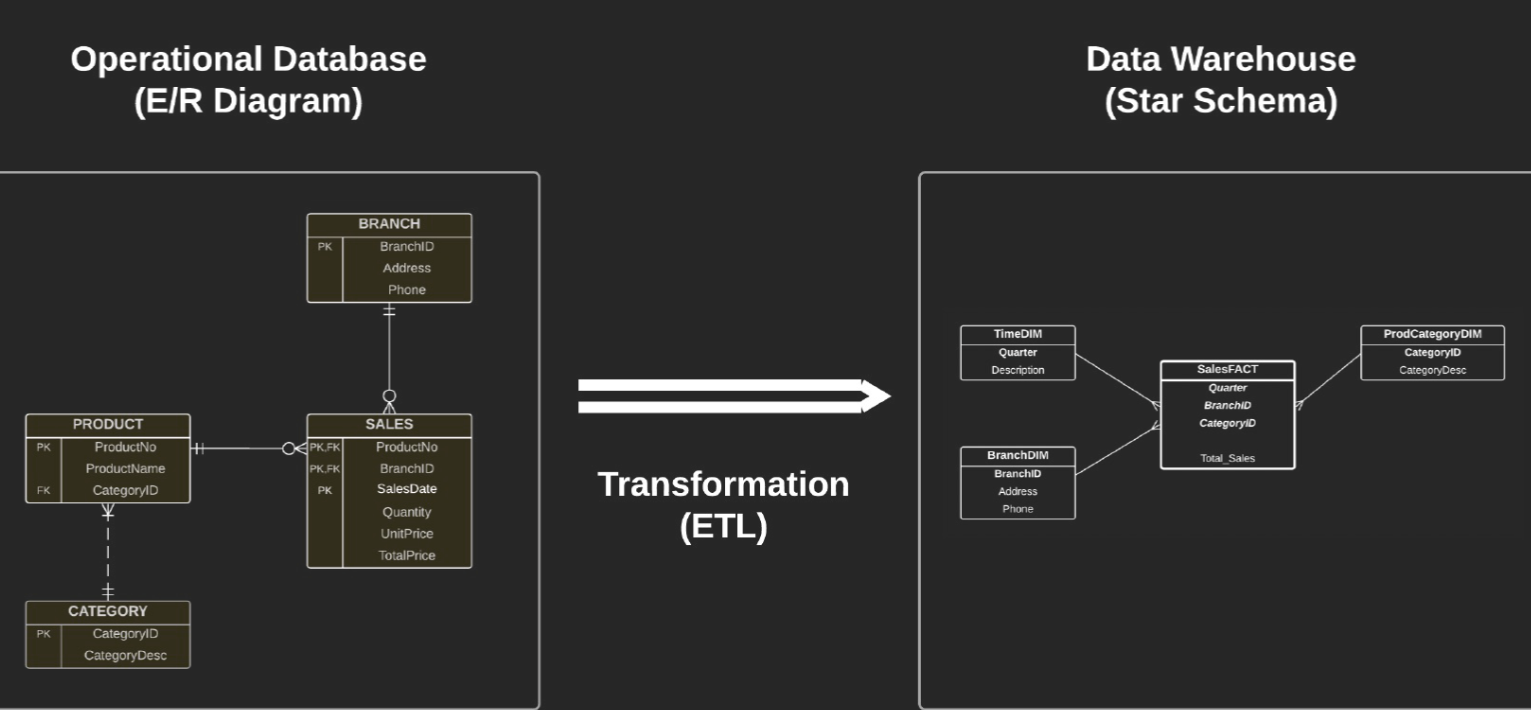 Operational Database
(E/R Diagram)
BRANCH
PK BranchID
Address
Phone
PRODUCT
PK ProductNo
ProductName
FK CategoryID
SALES
PK,FK ProductNo
PK,FK BranchID
PK SalesDate
Quantity
UnitPrice
TotalPrice
CATEGORY
PK CategoryID
CategoryDesc
Transformation
(ETL)
Data Warehouse
(Star Schema)
TimeDIM
Quarter
Description
BranchDIM
BranchID
Address
Phone
SalesFACT
Quarter
BranchID
CategoryID
Total_Sales
ProdCategoryDIM
CategoryID
CategoryDesc